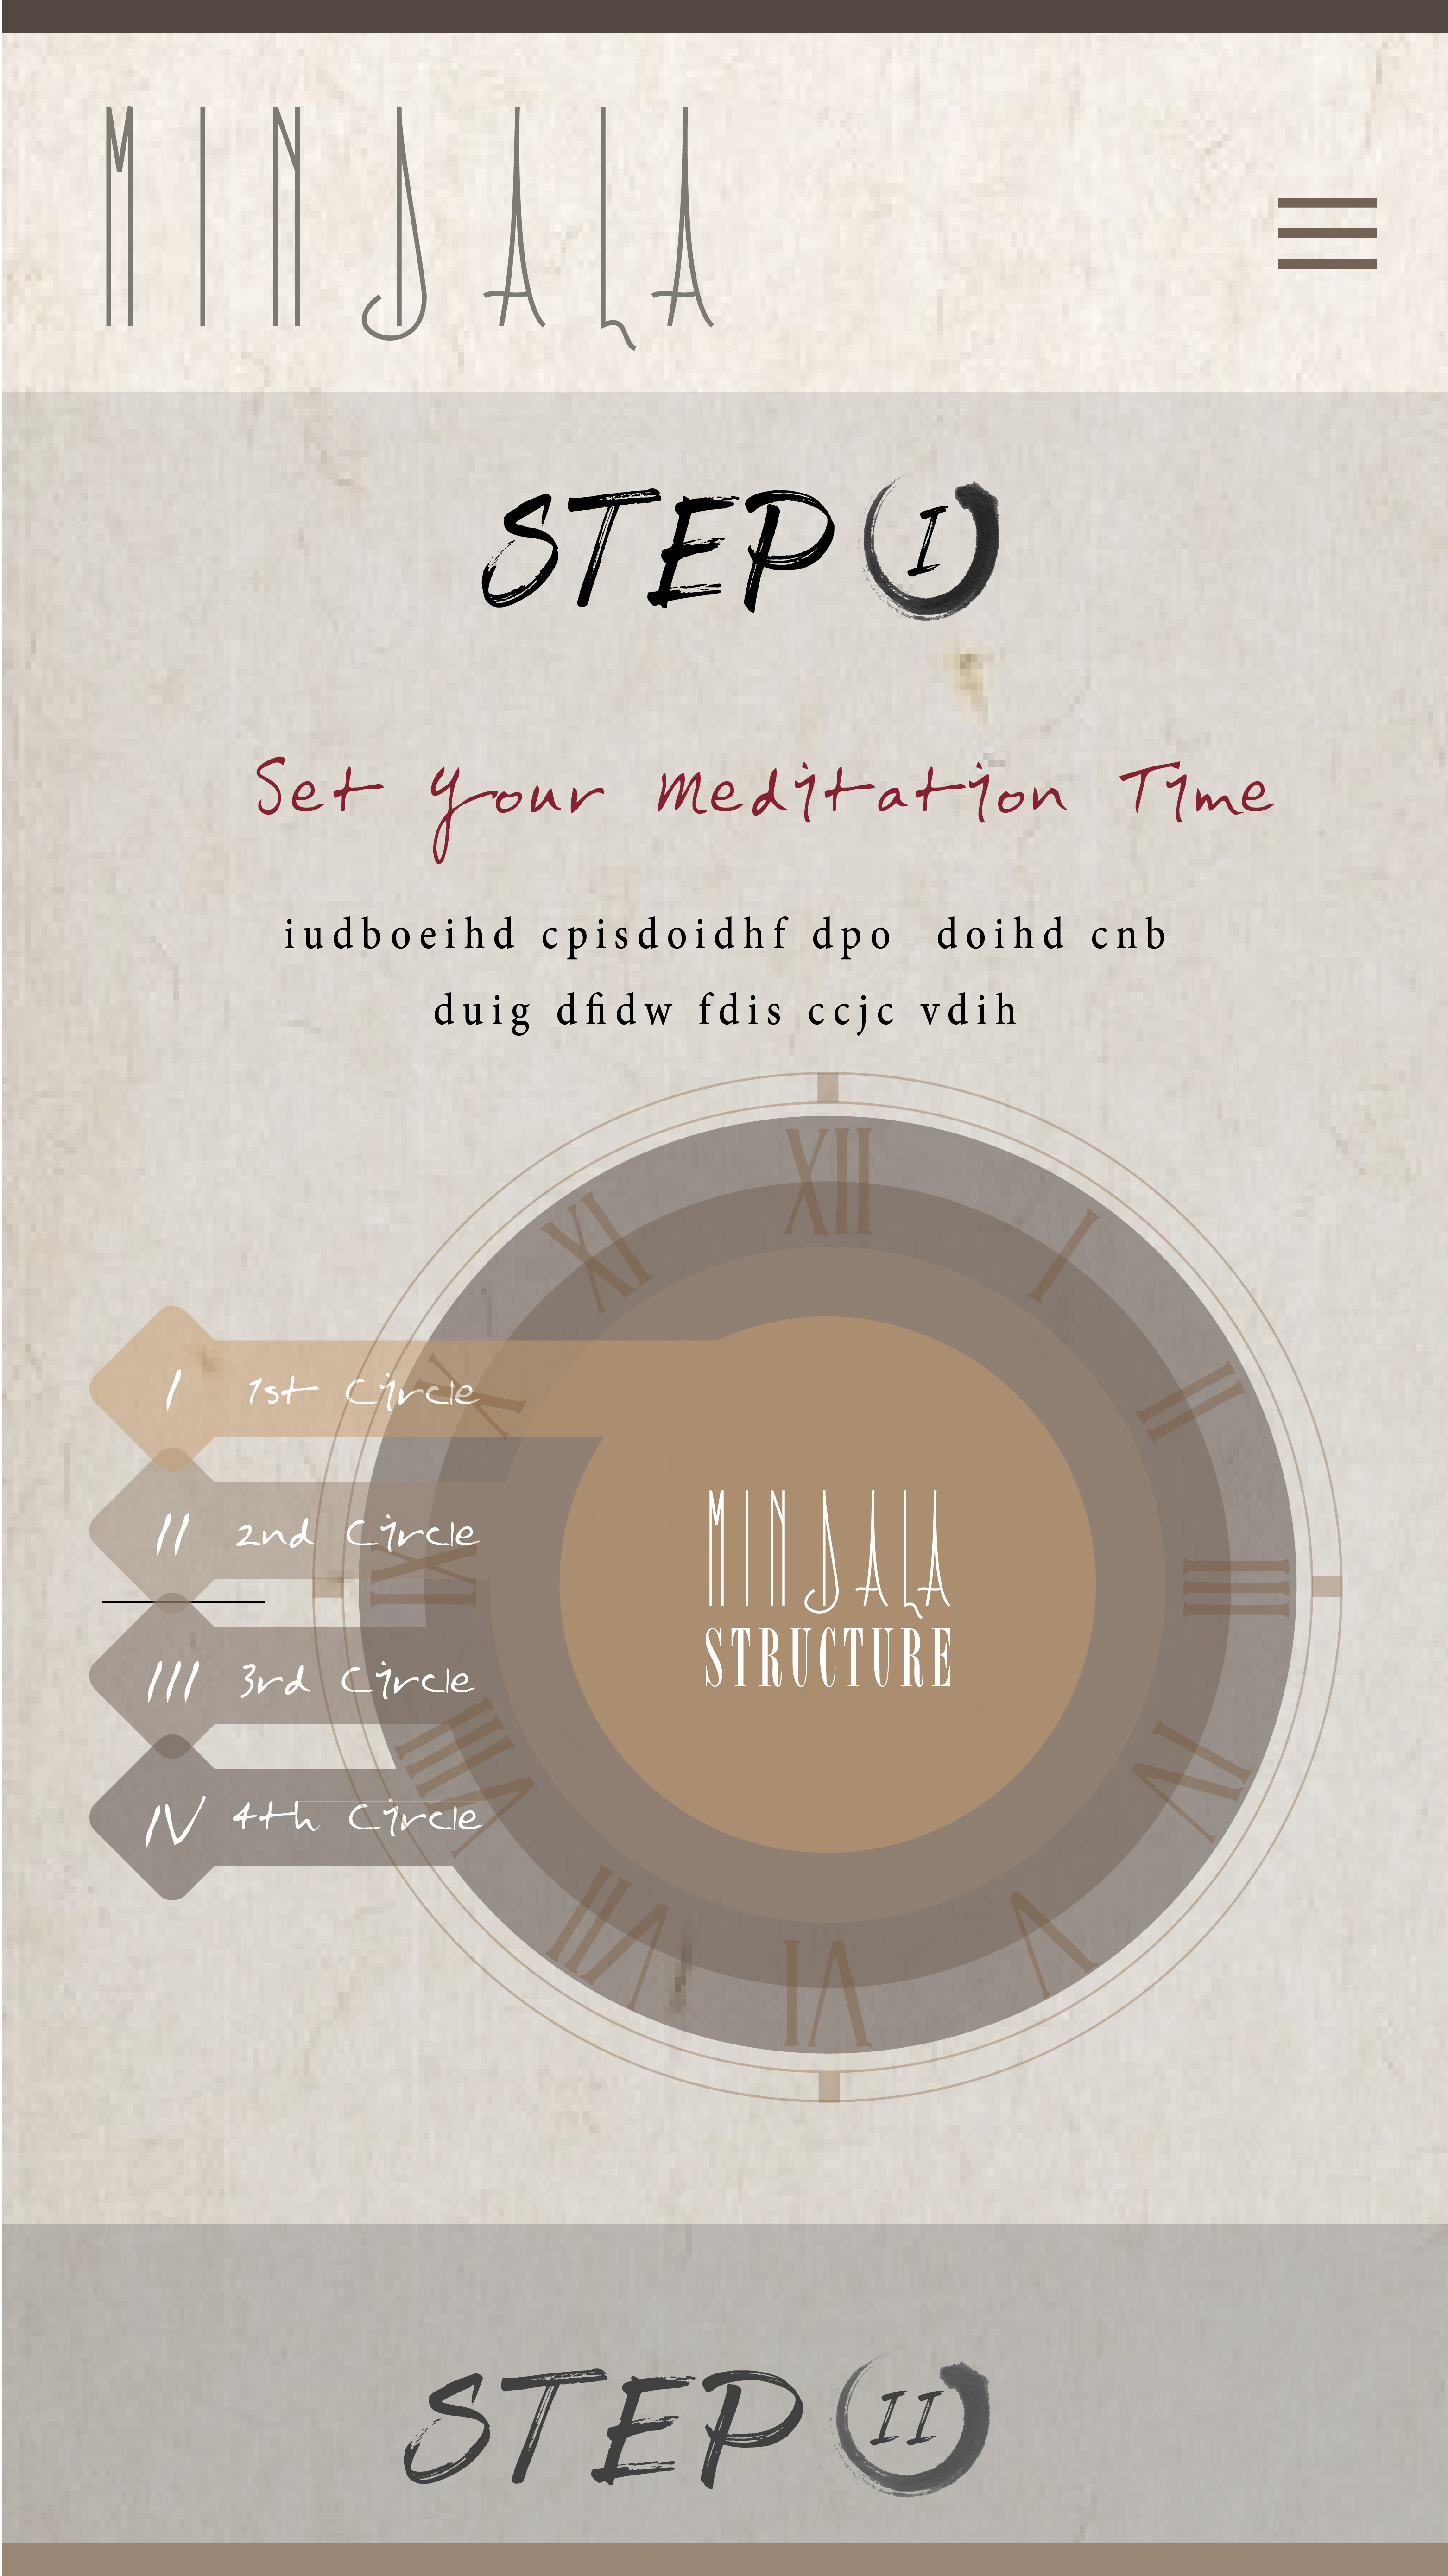 MINDALA
STEP I
Set Your Meditation Time
iudboeihd cpisdoidhf dpo doihd cnb
duig dfidw fdis ccjc vdih
XII
XI
I
X
II
I 1st Circle
II 2nd Circle
IX
III 3rd Circle
IV 4th Circle
MINDALA
STRUCTURE
IIII
VIII
IV
VII
VI
V
STEP II